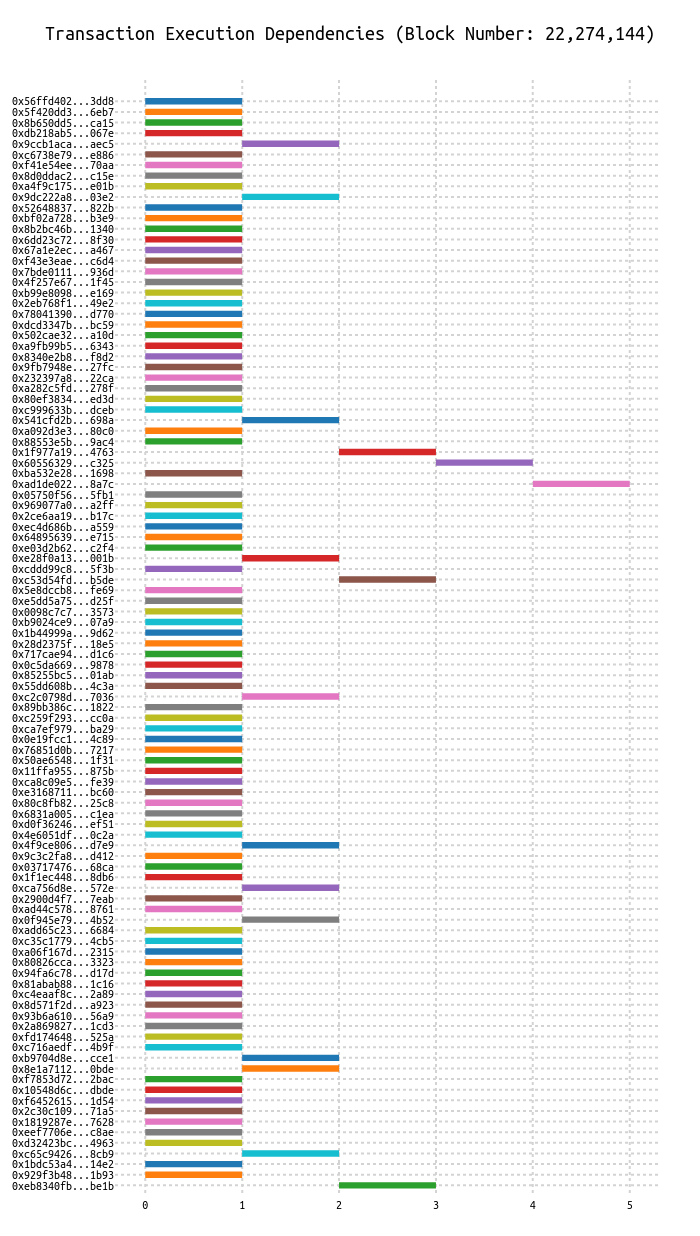 Transaction Execution Dependencies (Block Number: 22,274,144)
0x56ffd402...3dd8
0x5f420dd3...6eb7
0x8b650dd5...ca15
0xdb218ab5...067e
0x9ccb1aca...aec5
0xc6738e79...e886
0xf41e54ee...70aa
0x8d0ddac2...c15e
0xa4f9c175...e01b
0x9dc222a8...03e2
0x52648837...822b
0xbf02a728...b3e9
0x8b2bc46b...1340
0x6dd23c72...8f30
0x67a1e2ec...a467
0xf43e3eae...c6d4
0x7bde0111...936d
0x4f257e67...1f45
0xb99e8098...e169
0x2eb768f1...49e2
0x78041390...d770
0xdcd3347b...bc59
0x502cae32...a10d
0xa9fb99b5...6343
0x8340e2b8...f8d2
0x9fb7948e...27fc
0x232397a8...22ca
0xa282c5fd...278f
0x80ef3834...ed3d
0xc999633b...dceb
0x541cfd2b...698a
0xa092d3e3...80c0
0x88553e5b...9ac4
0x1f977a19...4763
0x60556329...c325
0xba532e28...1698
0xad1de022...8a7c
0x05750f56...5fb1
0x969077a0...a2ff
0x2ce6aa19...b17c
0xec4d686b...a559
0x64895639...e715
0xe03d2b62...c2f4
0xe28f0a13...001b
0xcddd99c8...5f3b
0xc53d54fd...b5de
0x5e8dccb8...fe69
0xe5dd5a75...d25f
0x0098c7c7...3573
0xb9024ce9...07a9
0x1b44999a...9d62
0x28d2375f...18e5
0x717cae94...d1c6
0x0c5da669...9878
0x85255bc5...01ab
0x55dd608b...4c3a
0xc2c0798d...7036
0x89bb386c...1822
0xc259f293...cc0a
0xca7ef979...ba29
0x0e19fcc1...4c89
0x76851d0b...7217
0x50ae6548...1f31
0x11ffa955...875b
0xca8c09e5...fe39
0xe3168711...bc60
0x80c8fb82...25c8
0x6831a005...c1ea
0xd0f36246...ef51
0x4e6051df...0c2a
0x4f9ce806...d7e9
0x9c3c2fa8...d412
0x03717476...68ca
0x1f1ec448...8db6
0xca756d8e...572e
0x2900d4f7...7eab
0xad44c578...8761
0x0f945e79...4b52
0xadd65c23...6684
0xc35c1779...4cb5
0xa06f167d...2315
0x80826cca...3323
0x94fa6c78...d17d
0x81abab88...1c16
0xc4eaaf8c...2a89
0x8d571f2d...a923
0x93b6a610...56a9
0x2a869827...1cd3
0xfd174648...525a
0xc716aedf...4b9f
0xb9704d8e...cce1
0x8e1a7112...0bde
0xf7853d72...2bac
0x10548d6c...dbde
0xf6452615...1d54
0x2c30c109...71a5
0x1819287e...7628
0xeef7706e...c8ae
0xd32423bc...4963
0xc65c9426...8cb9
0x1bdc53a4...14e2
0x929f3b48...1b93
0xeb8340fb...be1b
0 1 2 3 4 5